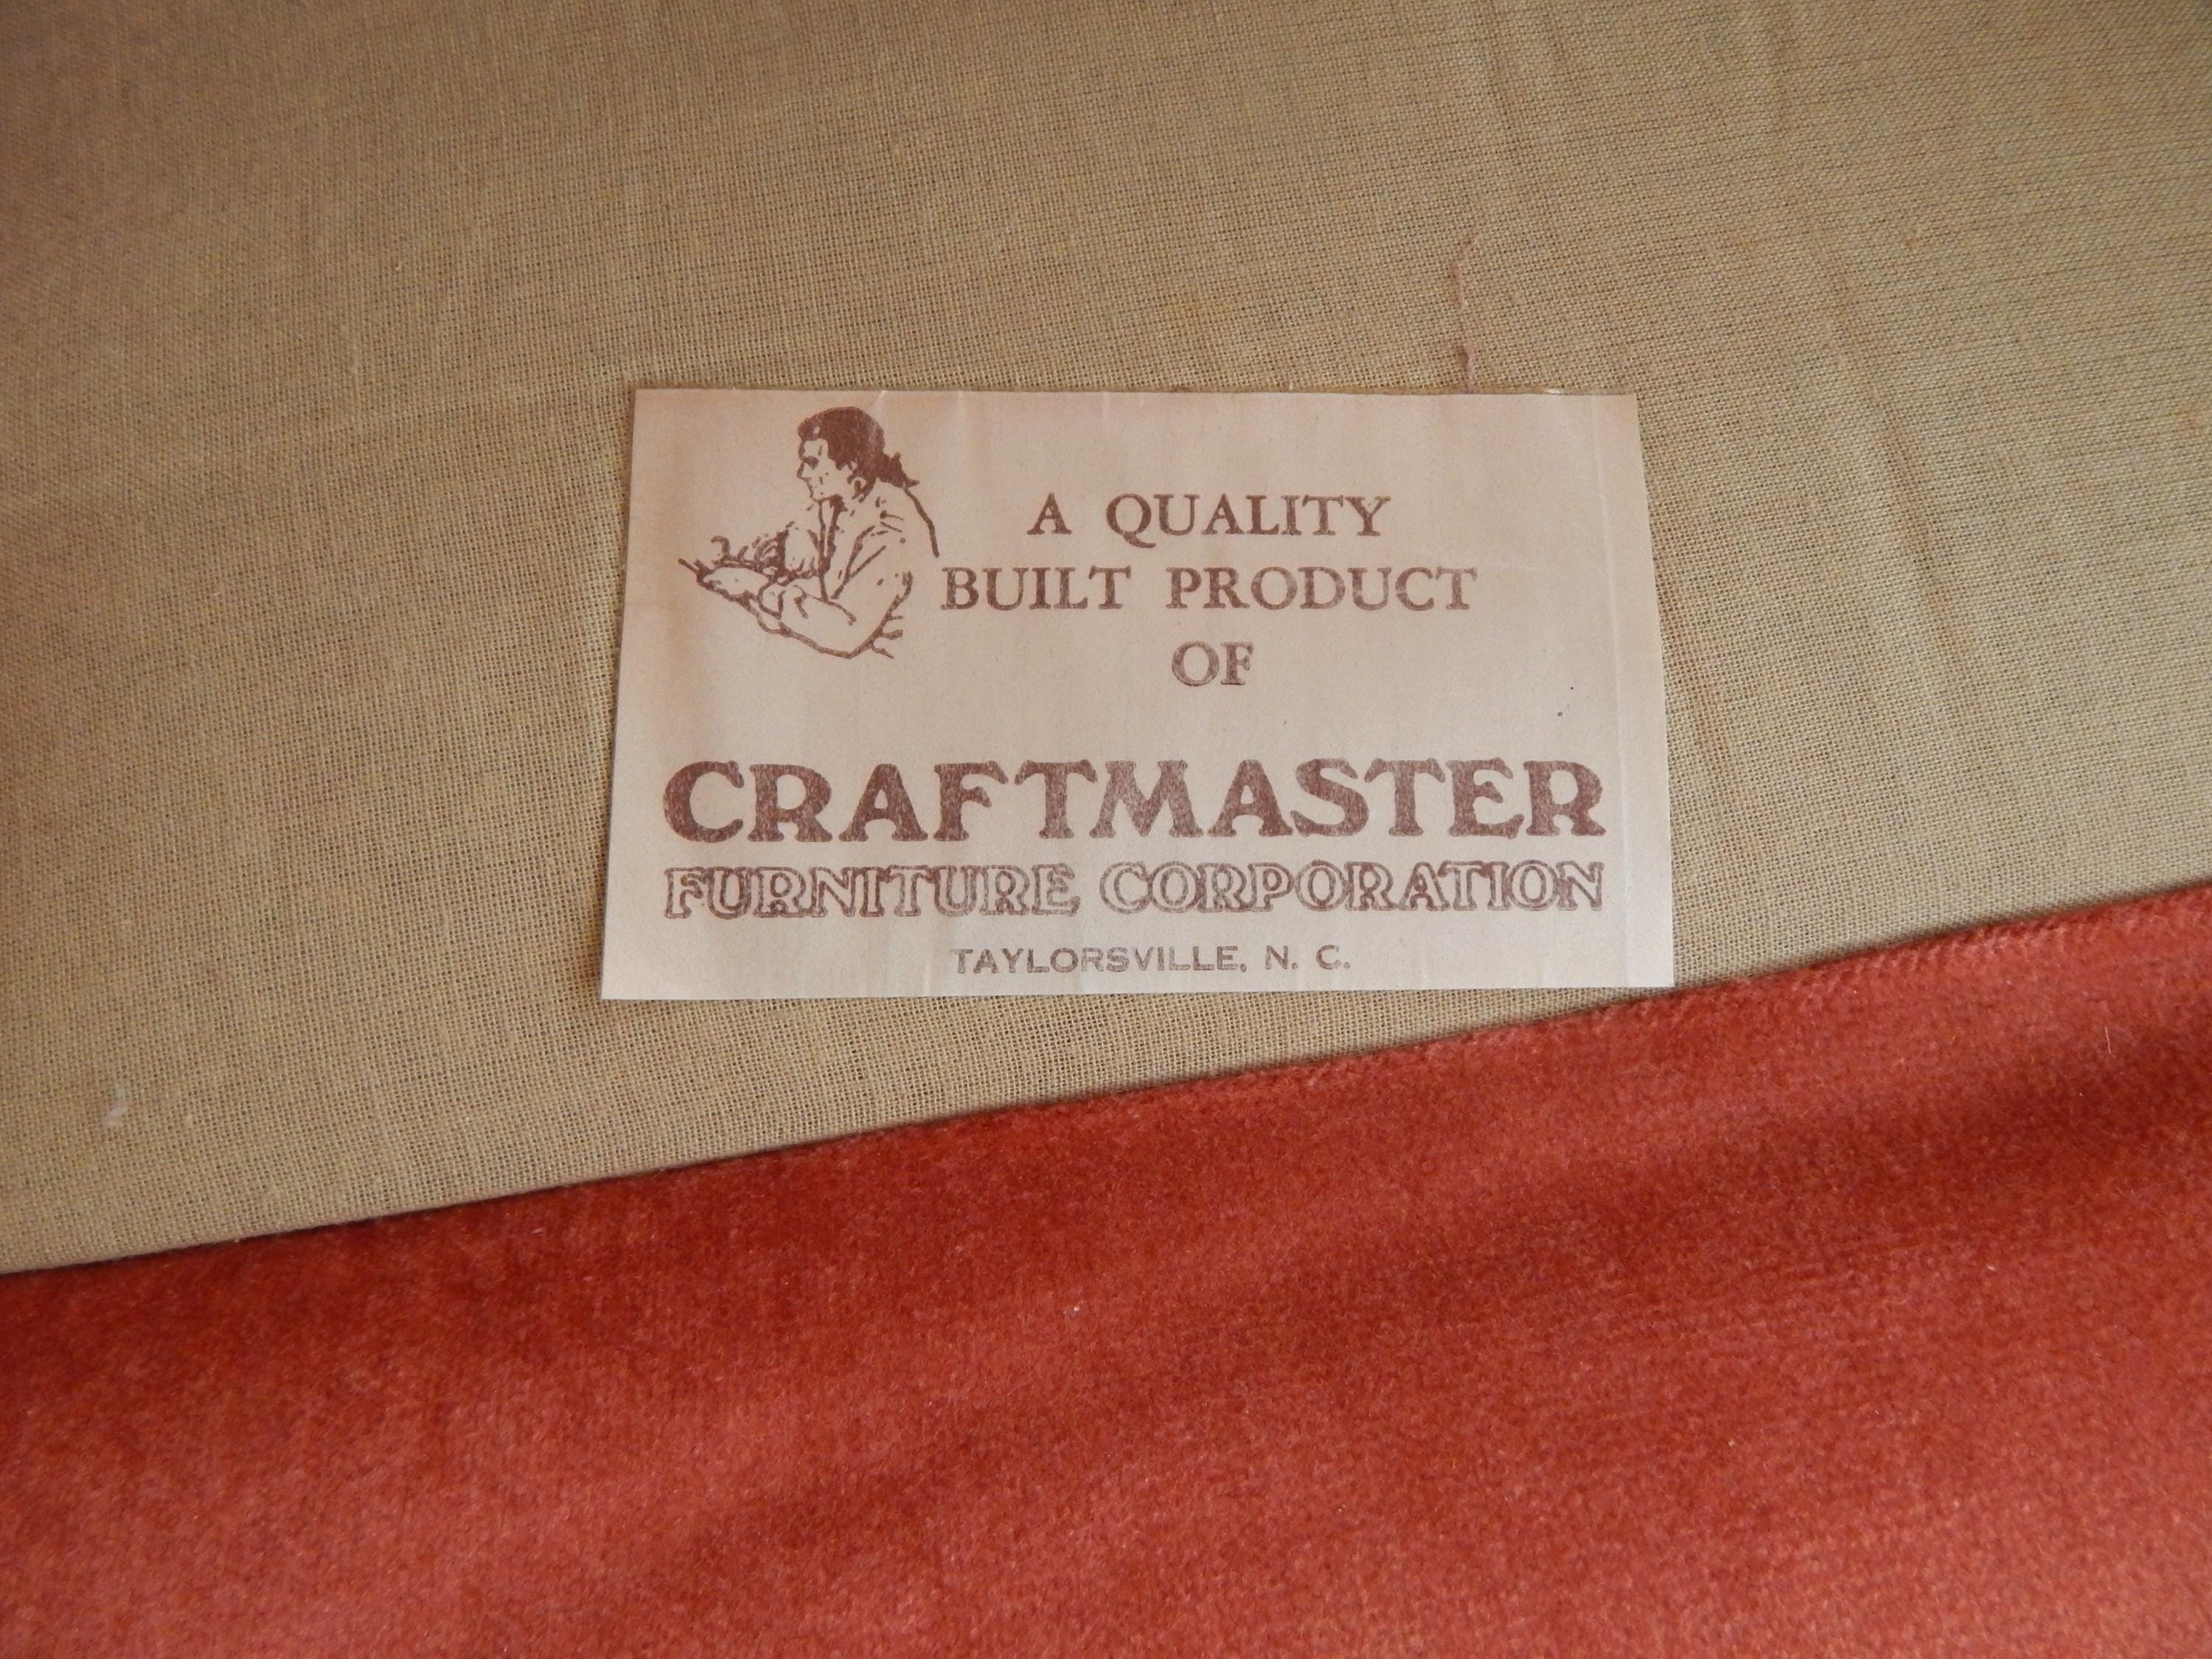 A QUALITY
BUILT PRODUCT
OF
CRAFTMASTER
FURNITURE CORPORATION
TAYLORSVILLE, N. C.